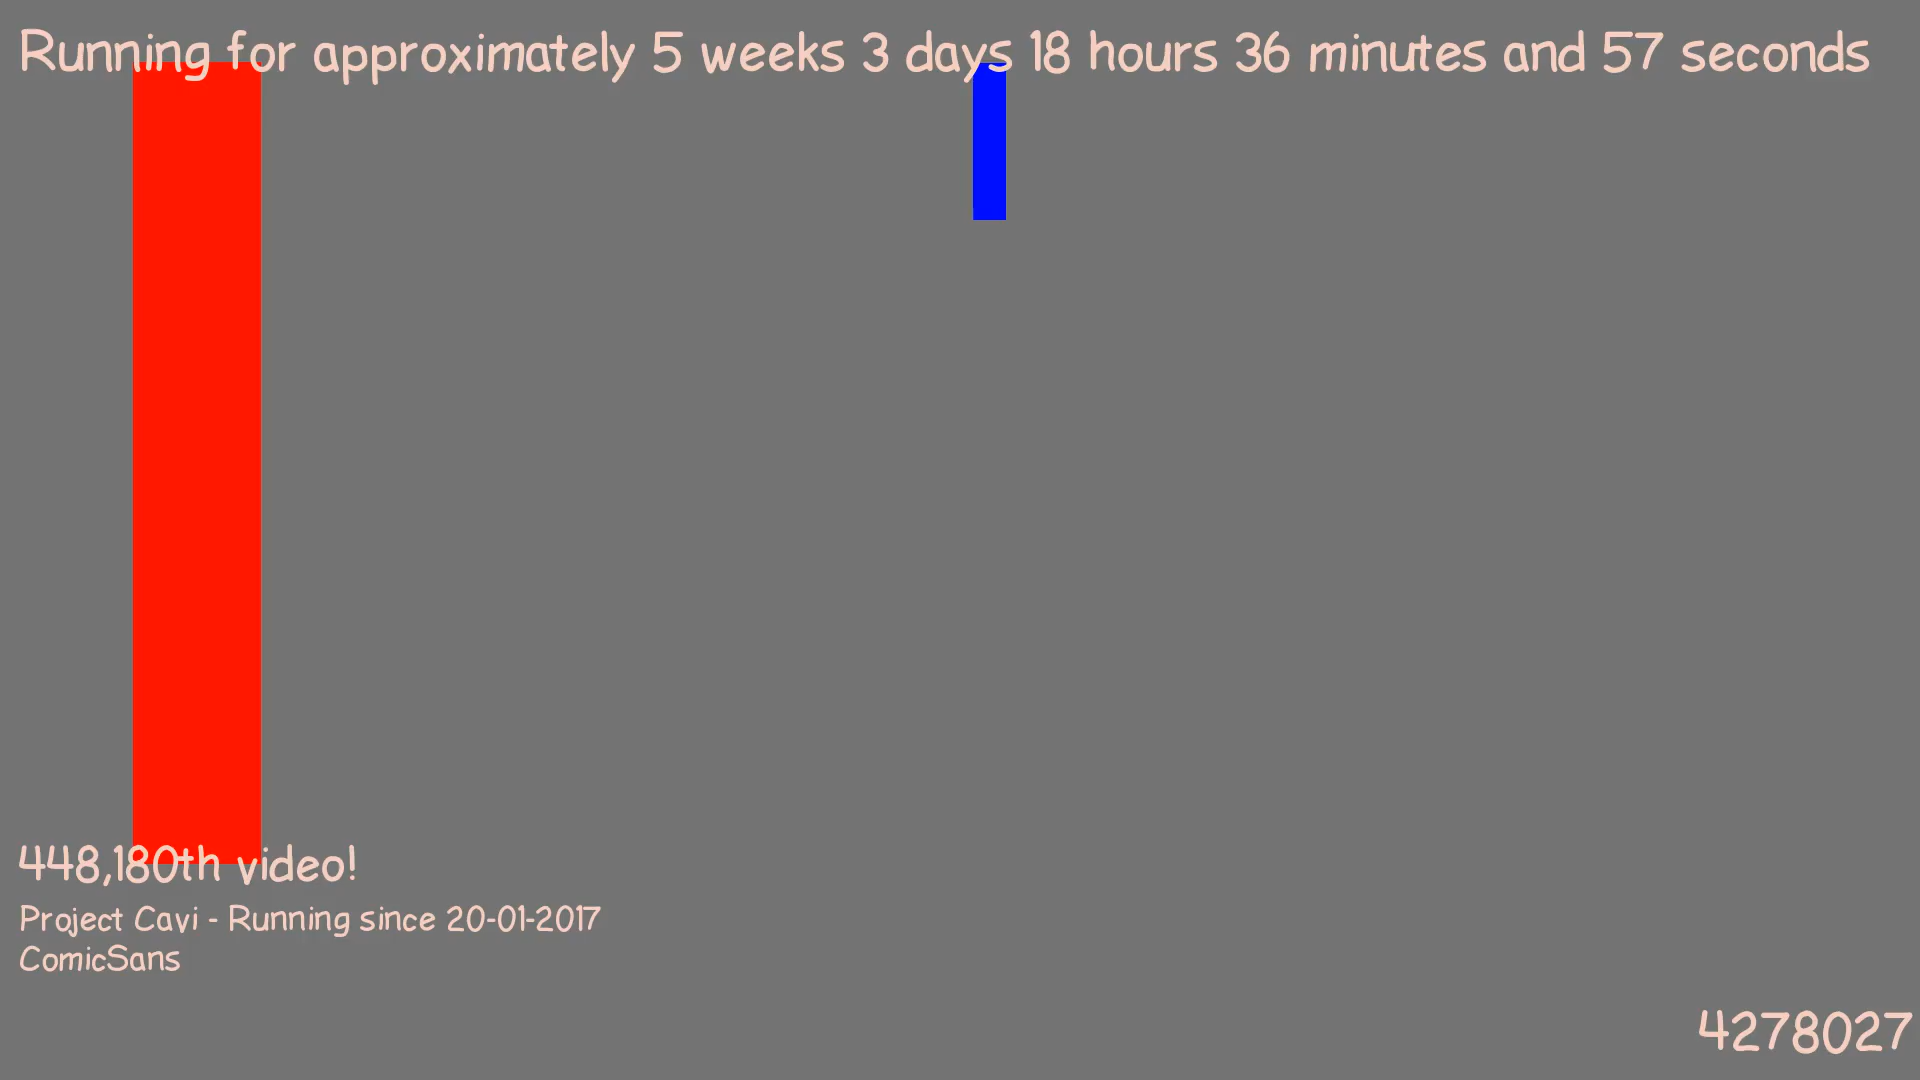 Running for approximately 5 weeks 3 days 18 hours 36 minutes and 57 seconds
448,180th video!
Project Cavi - Running since 20-01-2017
ComicSans
4278027